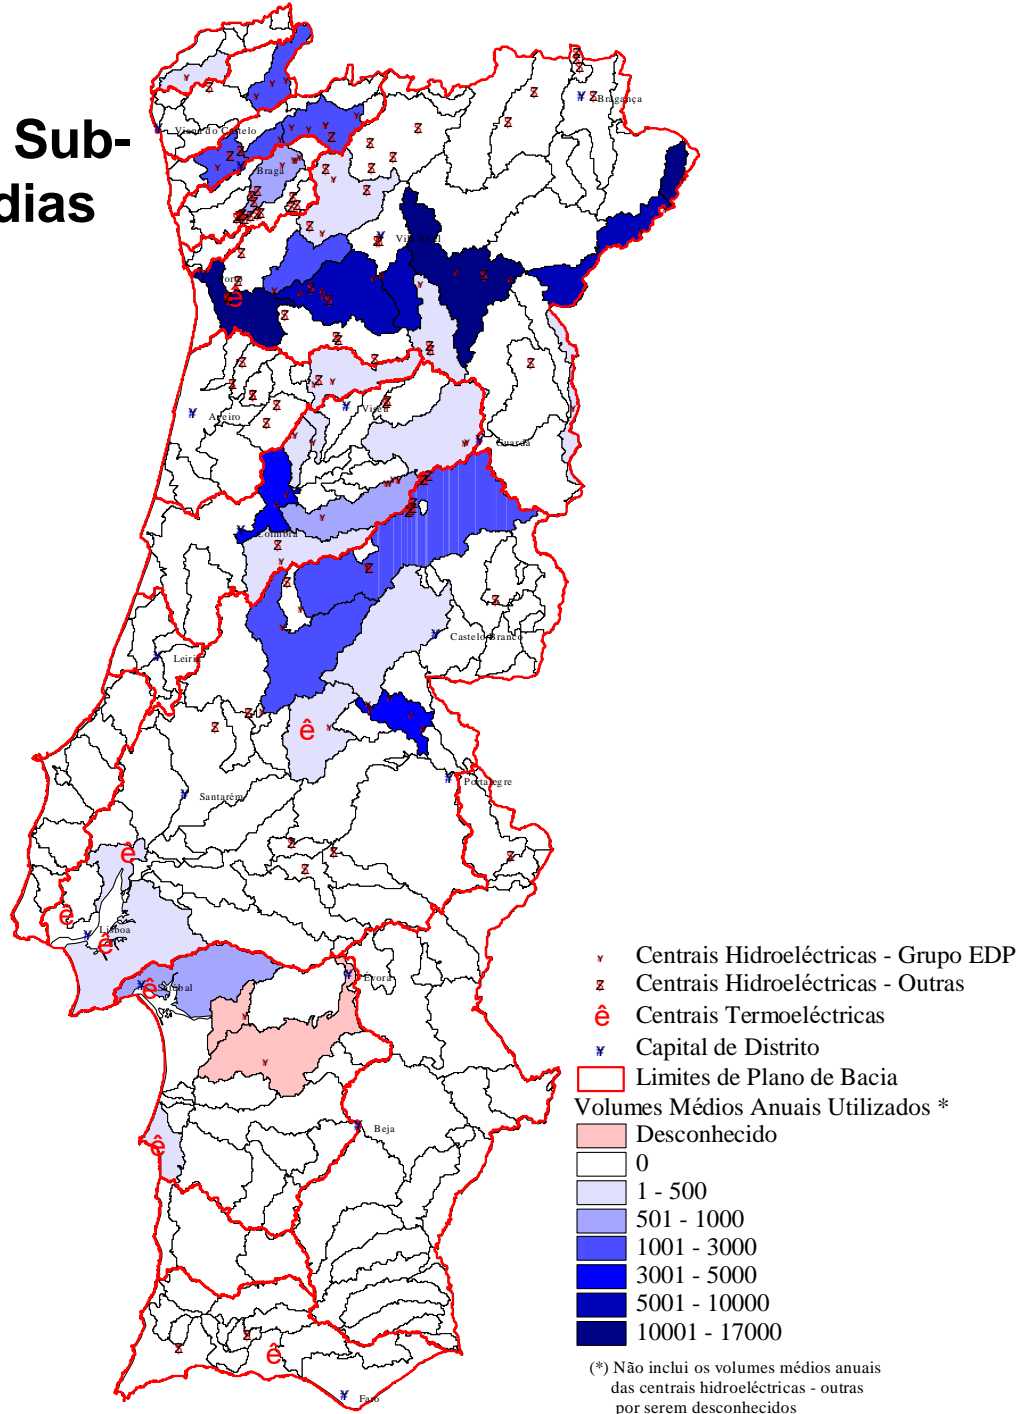 Sub-
dias
Bragança
Viana do Castelo
Braga
Vila Real
Porto
Aveiro
Viseu
Guarda
Coimbra
Castelo Branco
Leiria
Portalegre
Santarém
Lisboa
Setúbal
Évora
Beja
Faro
Centrais Hidroeléctricas - Grupo EDP
Centrais Hidroeléctricas - Outras
Centrais Termoeléctricas
Capital de Distrito
Limites de Plano de Bacia
Volumes Médios Anuais Utilizados *
Desconhecido
0
1 - 500
501 - 1000
1001 - 3000
3001 - 5000
5001 - 10000
10001 - 17000
(*) Não inclui os volumes médios anuais
das centrais hidroeléctricas - outras
por serem desconhecidos